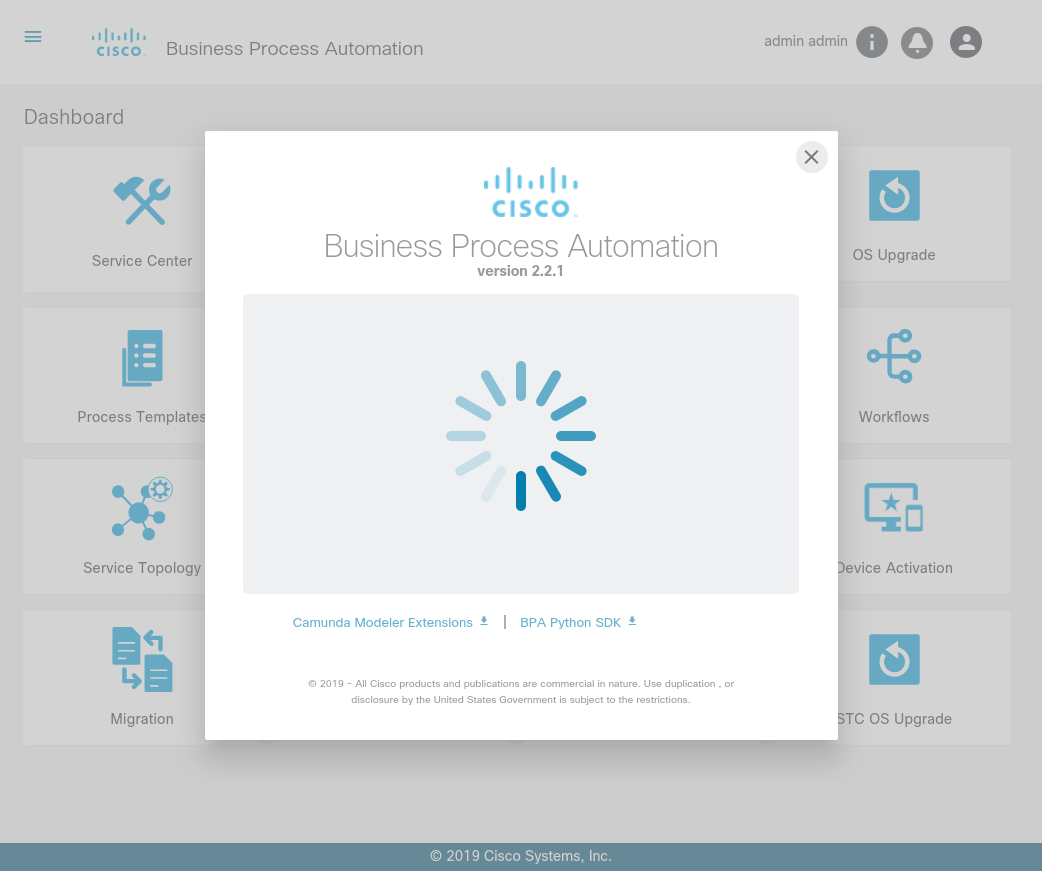 CISCO
Business Process Automation
admin admin
Dashboard
CISCO
Business Process Automation
version 2.2.1
Service Center
OS Upgrade
Process Templates
Workflows
Service Topology
Device Activation
Camunda Modeler Extensions | BPA Python SDK
© 2019 - All Cisco products and publications are commercial in nature. Use duplication , or
disclosure by the United States Government is subject to the restrictions.
Migration
STC OS Upgrade
© 2019 Cisco Systems, Inc.